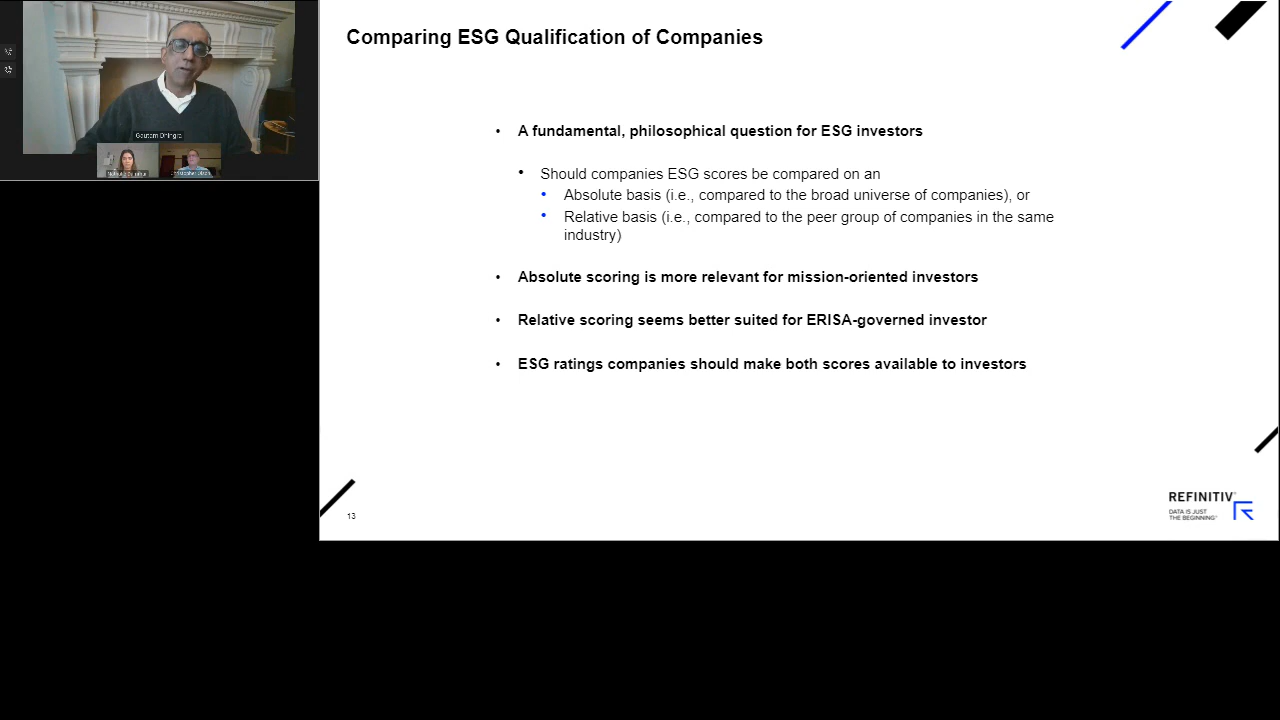 Comparing ESG Qualification of Companies
Gautam Dhingra
Christopher Olson
• A fundamental, philosophical question for ESG investors
• Should companies ESG scores be compared on an
• Absolute basis (i.e., compared to the broad universe of companies), or
• Relative basis (i.e., compared to the peer group of companies in the same
industry)
• Absolute scoring is more relevant for mission-oriented investors
• Relative scoring seems better suited for ERISA-governed investor
• ESG ratings companies should make both scores available to investors
13
REFINITIV
DATA IS JUST
THE BEGINNING